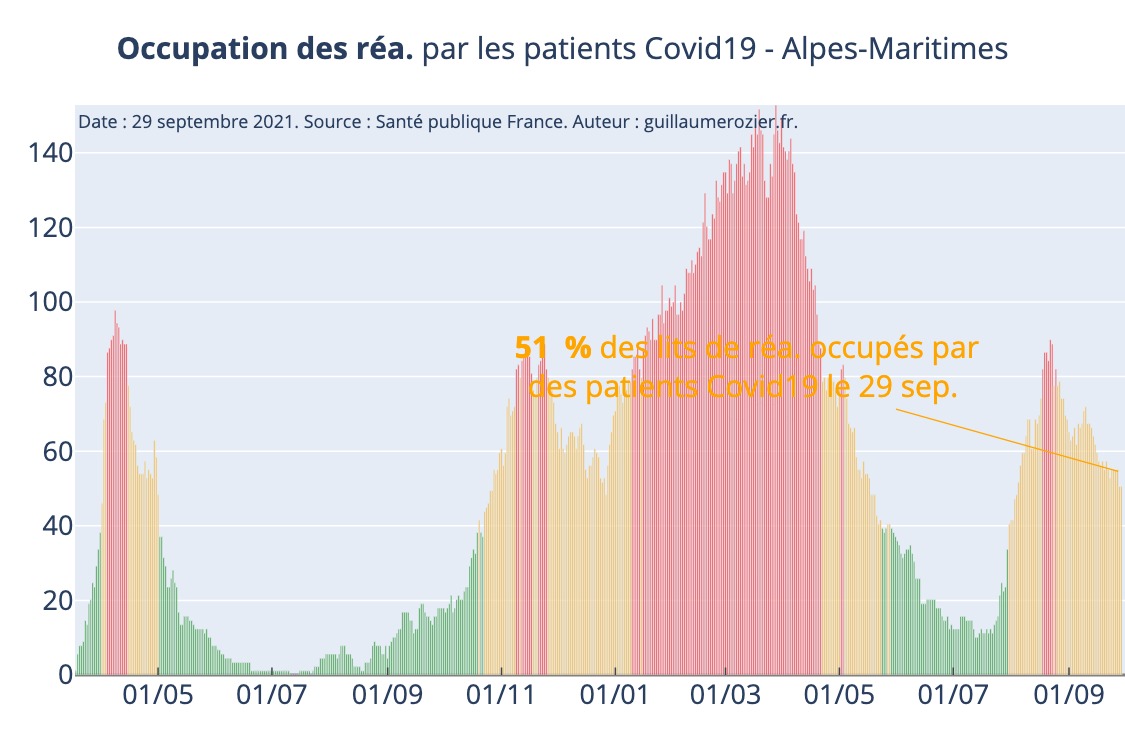 Occupation des réa. par les patients Covid19 - Alpes-Maritimes
Date : 29 septembre 2021. Source : Santé publique France. Auteur : guillaumerozier.fr.
140
120
100
80
60
40
20
0
51 % des lits de réa. occupés par
des patients Covid19 le 29 sep.
01/05 01/07 01/09 01/11 01/01 01/03 01/05 01/07 01/09